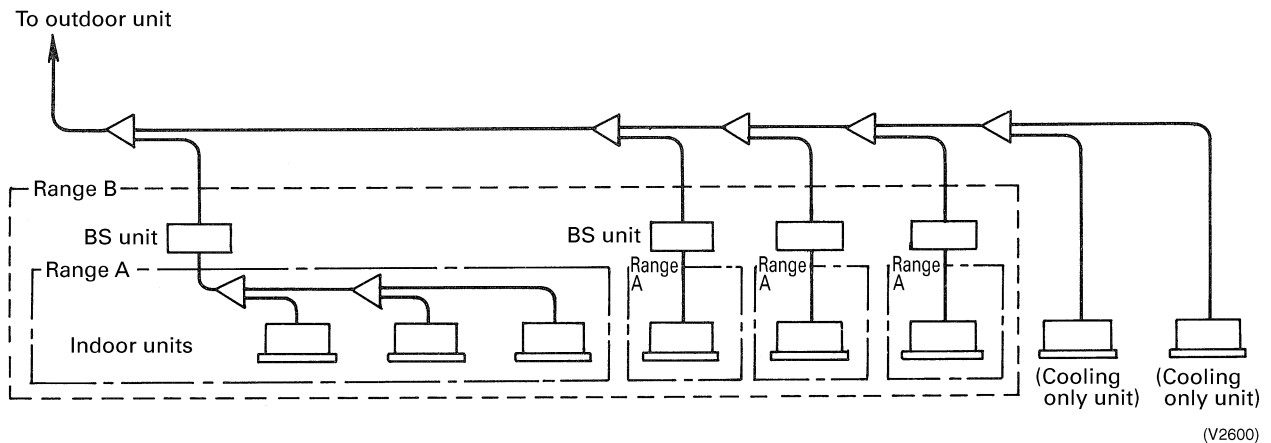 To outdoor unit
Range B
BS unit
BS unit
Range A
Range
A
Range
A
Range
A
Indoor units
(Cooling
only unit)
(Cooling
only unit)
(V2600)